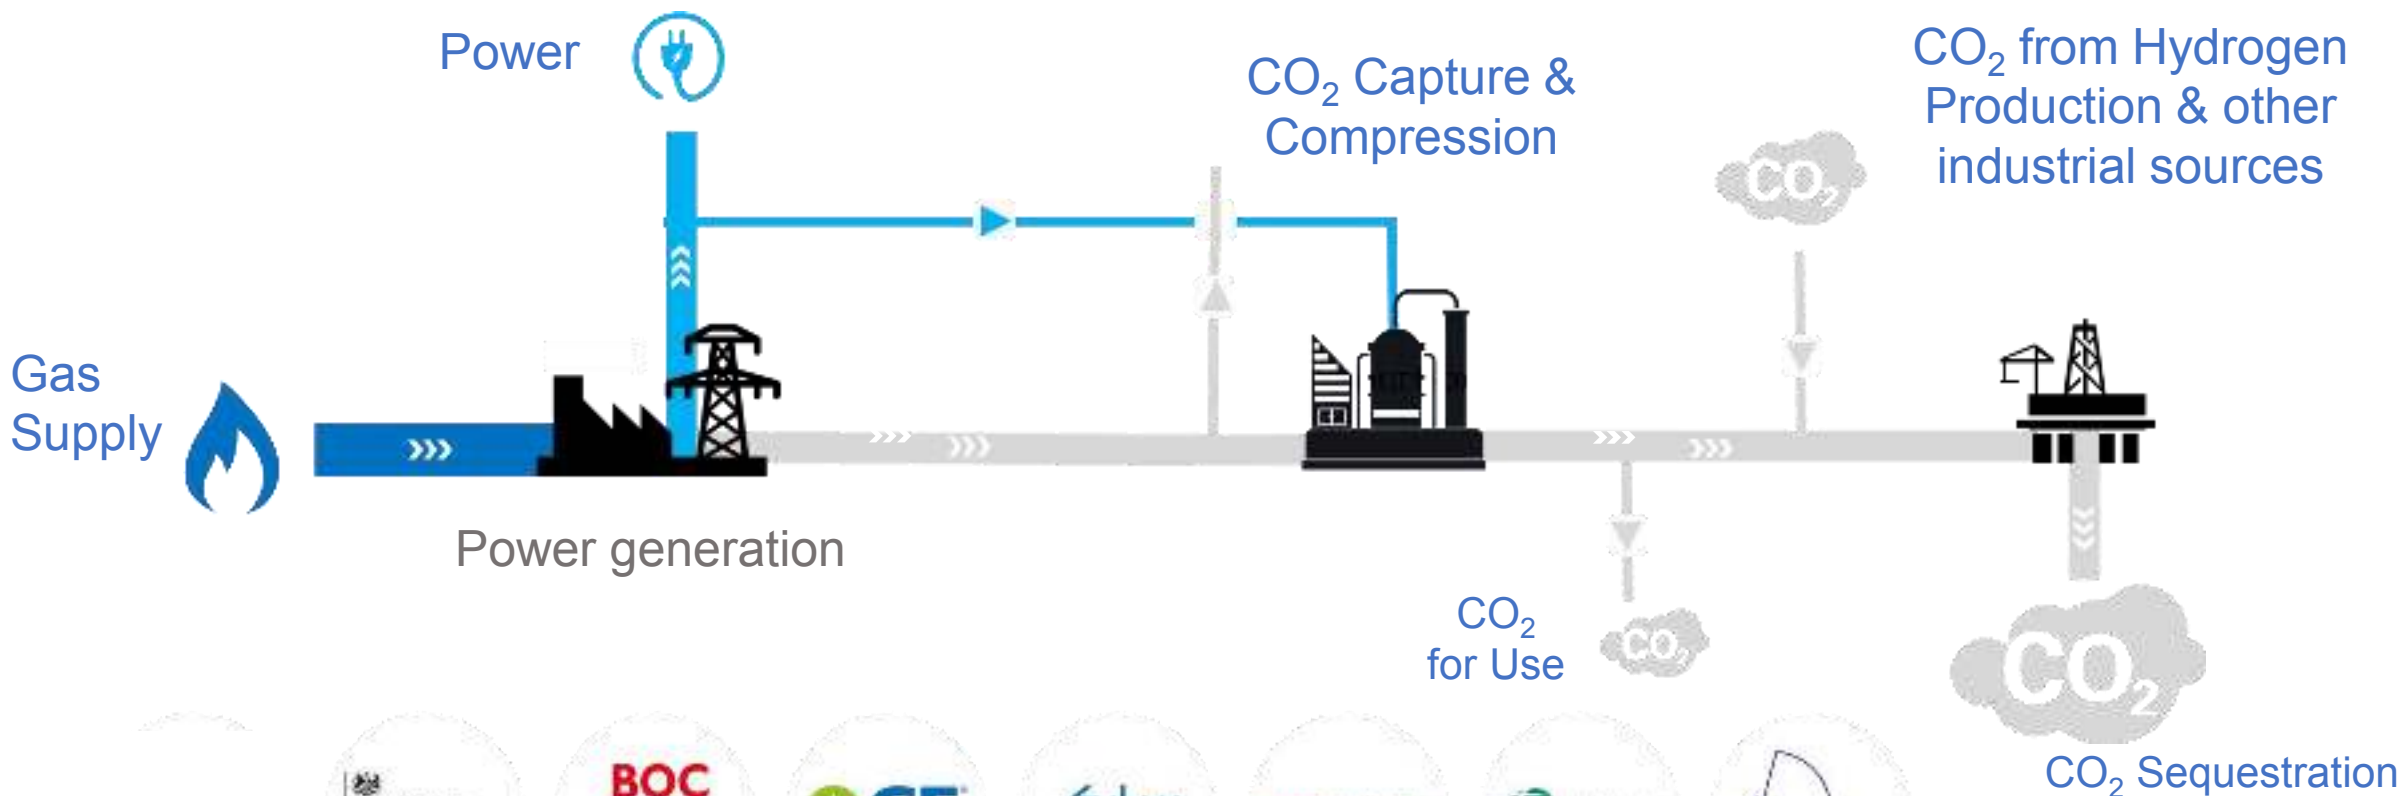 Power
CO₂ Capture &
Compression
CO₂ from Hydrogen
Production & other
industrial sources
CO₂
Gas
Supply
Power generation
CO₂
for Use
CO₂
CO₂
CO₂ Sequestration
BOC